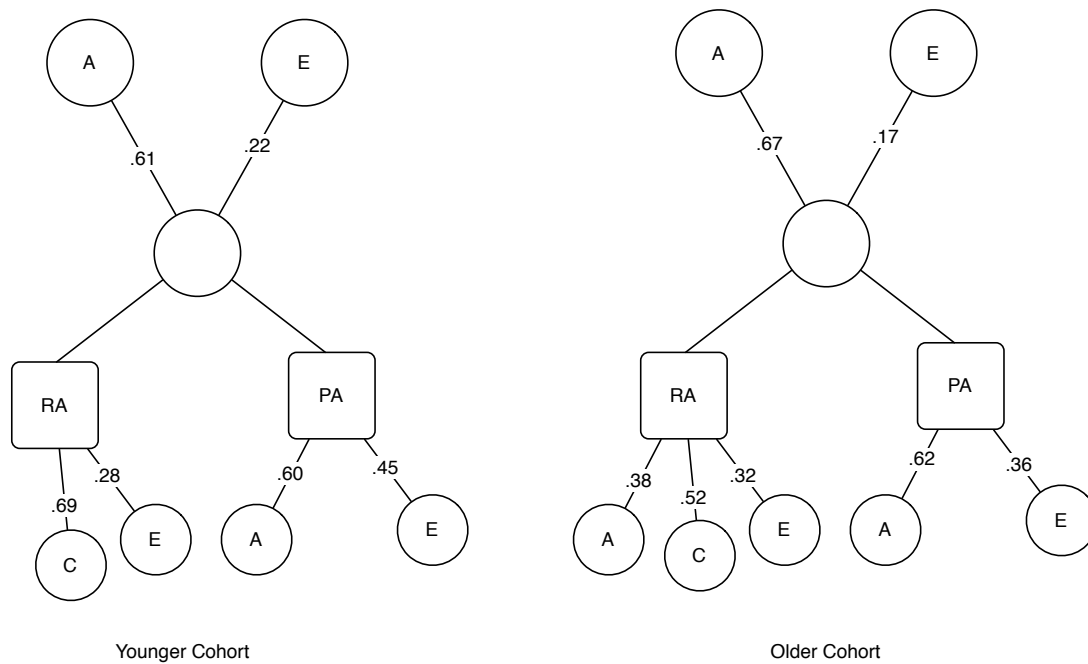 A
E
.61
.22
RA
PA
.69
.28
.60
.45
C
E
A
E
Younger Cohort
A
E
.67
.17
RA
PA
.38
.52
.32
.62
.36
A
C
E
A
E
Older Cohort